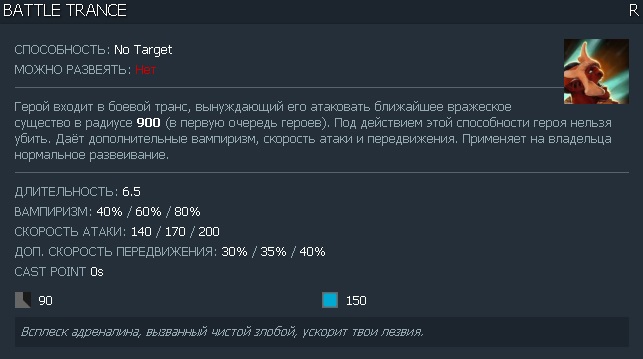 BATTLE TRANCE R
СПОСОБНОСТЬ: No Target
МОЖНО РАЗВЕЯТЬ: Нет
Герой входит в боевой транс, вынуждающий его атаковать ближайшее вражеское
существо в радиусе 900 (в первую очередь героев). Под действием этой способности героя нельзя
убить. Даёт дополнительные вампиризм, скорость атаки и передвижения. Применяет на владельца
нормальное развеивание.
ДЛИТЕЛЬНОСТЬ: 6.5
ВАМПИРИЗМ: 40% / 60% / 80%
СКОРОСТЬ АТАКИ: 140 / 170 / 200
ДОП. СКОРОСТЬ ПЕРЕДВИЖЕНИЯ: 30% / 35% / 40%
CAST POINT 0s
90 150
Всплеск адреналина, вызванный чистой злобой, ускорит твои лезвия.